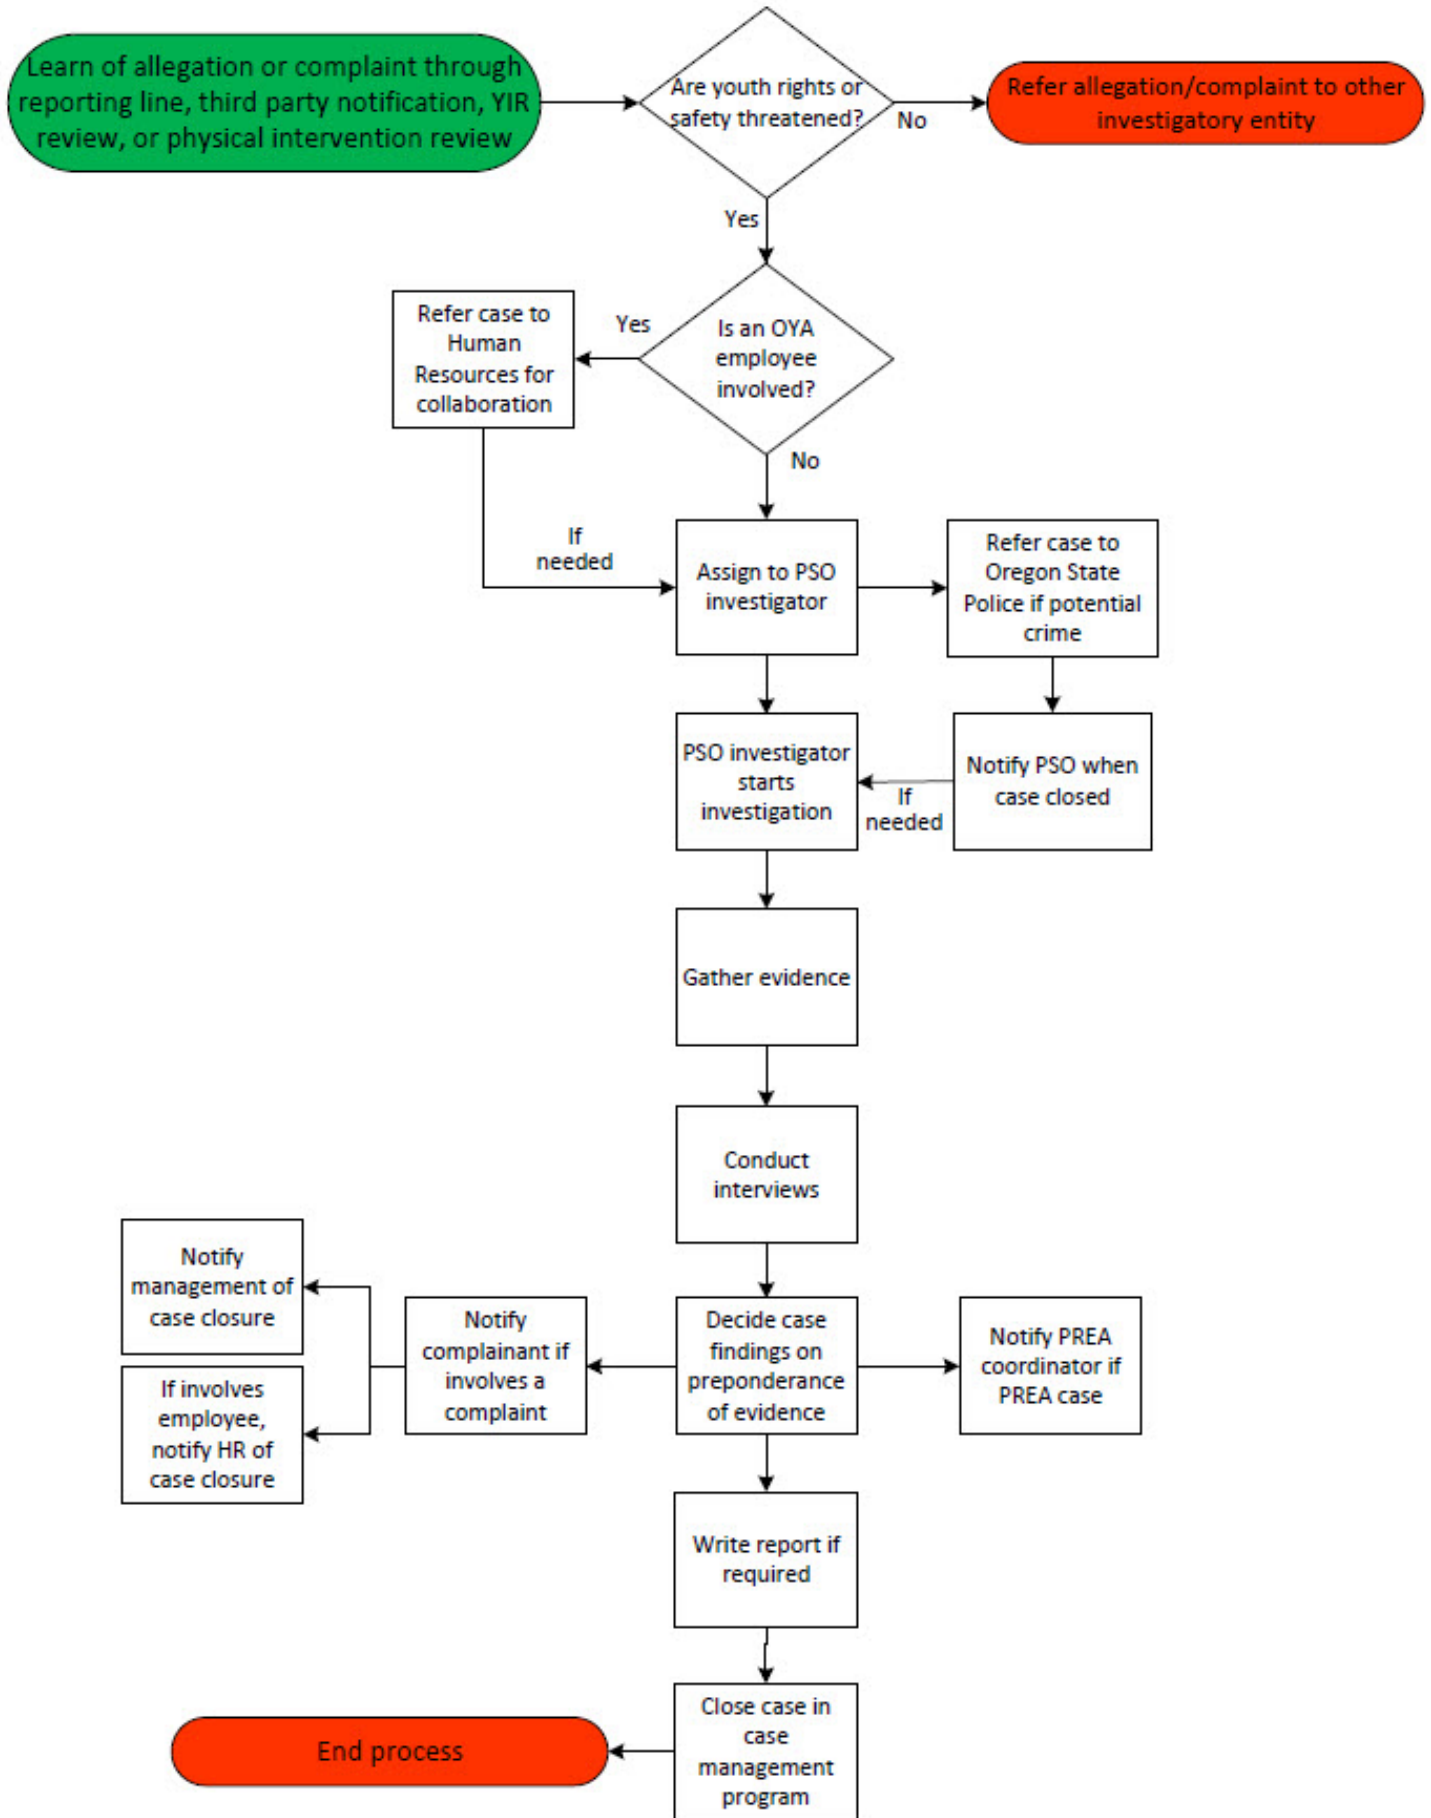 Learn of allegation or complaint through
reporting line, third party notification, YIR
review, or physical intervention review
Are youth rights or
safety threatened?
No
Refer allegation/complaint to other
investigatory entity
Yes
Is an OYA
employee
involved?
Yes
Refer case to
Human
Resources for
collaboration
No
If
needed
Assign to PSO
investigator
Refer case to
Oregon State
Police if potential
crime
PSO investigator
starts
investigation
If
needed
Notify PSO when
case closed
Gather evidence
Conduct
interviews
Notify
management of
case closure
If involves
employee,
notify HR of
case closure
Notify
complainant if
involves a
complaint
Decide case
findings on
preponderance
of evidence
Notify PREA
coordinator if
PREA case
Write report if
required
Close case in
case
management
program
End process